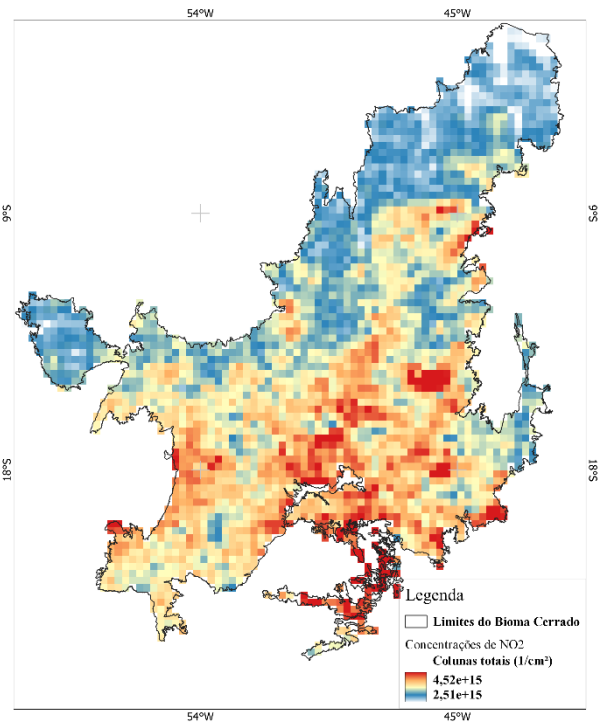 54°W 45°W
9°S 9°S
18°S 18°S
Legenda
Limites do Bioma Cerrado
Concentrações de NO2
Colunas totais (1/cm²)
4,52e+15
2,51e+15
54°W 45°W